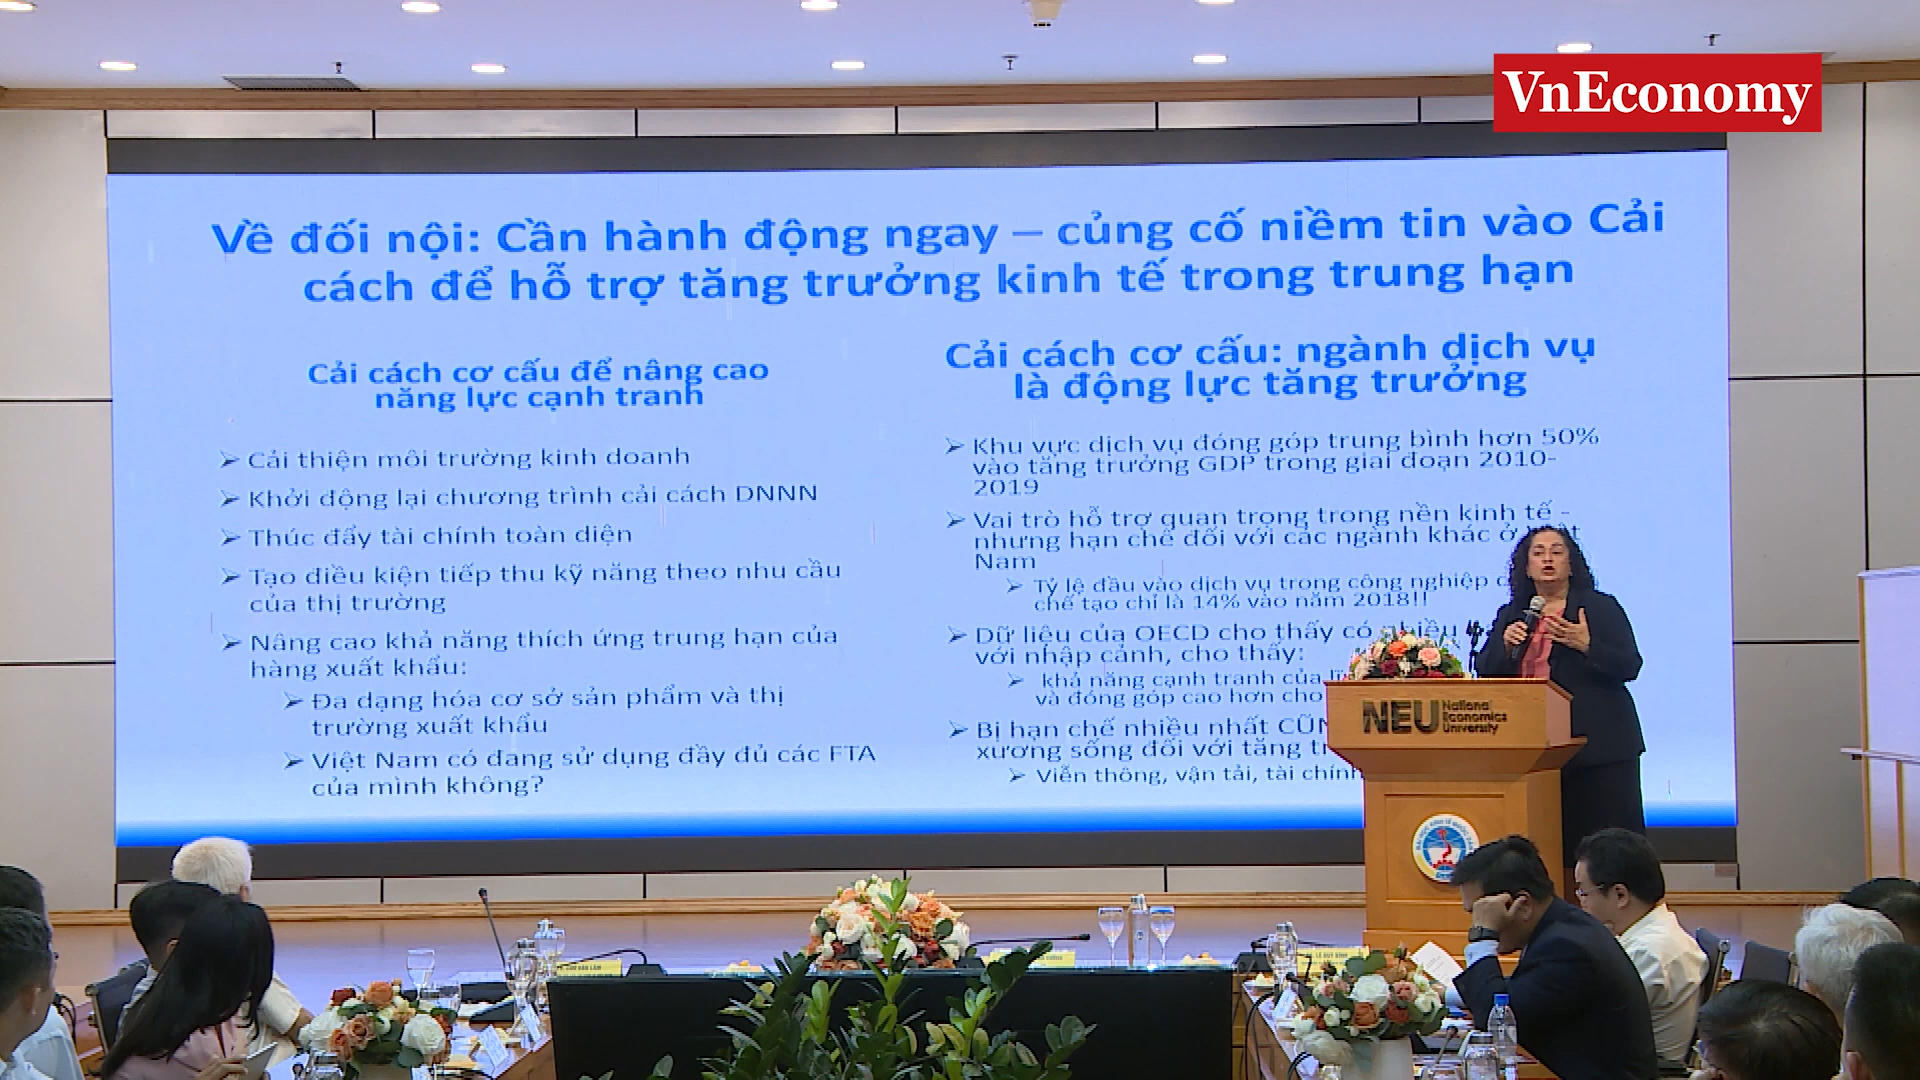 VnEconomy
Về đối nội: Cần hành động ngay – củng cố niềm tin vào Cải
cách để hỗ trợ tăng trưởng kinh tế trong trung hạn
Cải cách cơ cấu để nâng cao
năng lực cạnh tranh
➢ Cải thiện môi trường kinh doanh
➢ Khởi động lại chương trình cải cách DNNN
➢ Thúc đẩy tài chính toàn diện
➢ Tạo điều kiện tiếp thu kỹ năng theo nhu cầu
của thị trường
➢ Nâng cao khả năng thích ứng trung hạn của
hàng xuất khẩu:
➢ Đa dạng hóa cơ sở sản phẩm và thị
trường xuất khẩu
➢ Việt Nam có đang sử dụng đầy đủ các FTA
của mình không?
Cải cách cơ cấu: ngành dịch vụ
là động lực tăng trưởng
➢ Khu vực dịch vụ đóng góp trung bình hơn 50%
vào tăng trưởng GDP trong giai đoạn 2010-
2019
➢ Vai trò hỗ trợ quan trọng trong nền kinh tế -
nhưng hạn chế đối với các ngành khác ở
Nam
➢ Tỷ lệ đầu vào dịch vụ trong công nghiệp
chế tạo chỉ là 14% vào năm 2018!!
➢ Dữ liệu của OECD cho thấy có nhiều
với nhập cảnh, cho thấy:
➢ khả năng cạnh tranh của
và đóng góp cao hơn cho
➢ Bị hạn chế nhiều nhất
xương sống đối với tăng
➢ Viễn thông, vận tải, tài chính
NEU National
Economics
University